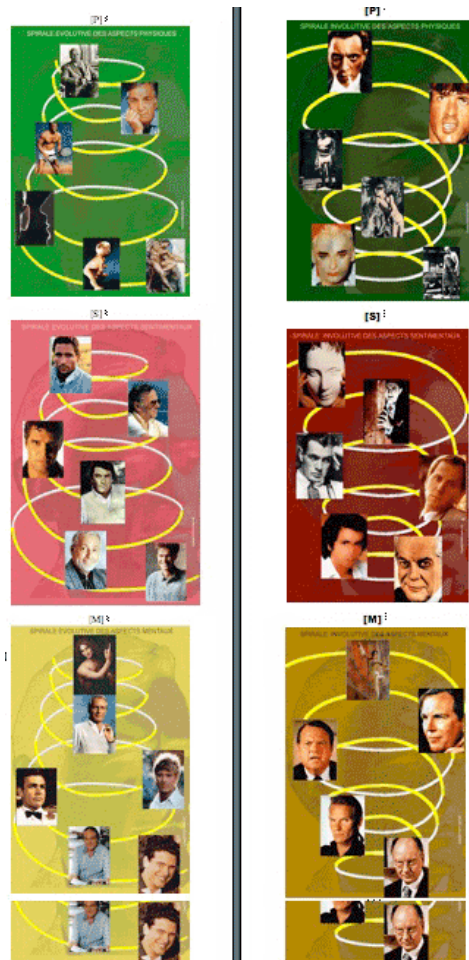 [P]
SPIRALE EVOLUTIVE DES ASPECTS PHYSIQUES
[S]
SPIRALE EVOLUTIVE DES ASPECTS SENTIMENTAUX
[M]
SPIRALE EVOLUTIVE DES ASPECTS MENTAUX
[P]
SPIRALE INVOLUTIVE DES ASPECTS PHYSIQUES
[S]
SPIRALE INVOLUTIVE DES ASPECTS SENTIMENTAUX
[M]
SPIRALE INVOLUTIVE DES ASPECTS MENTAUX